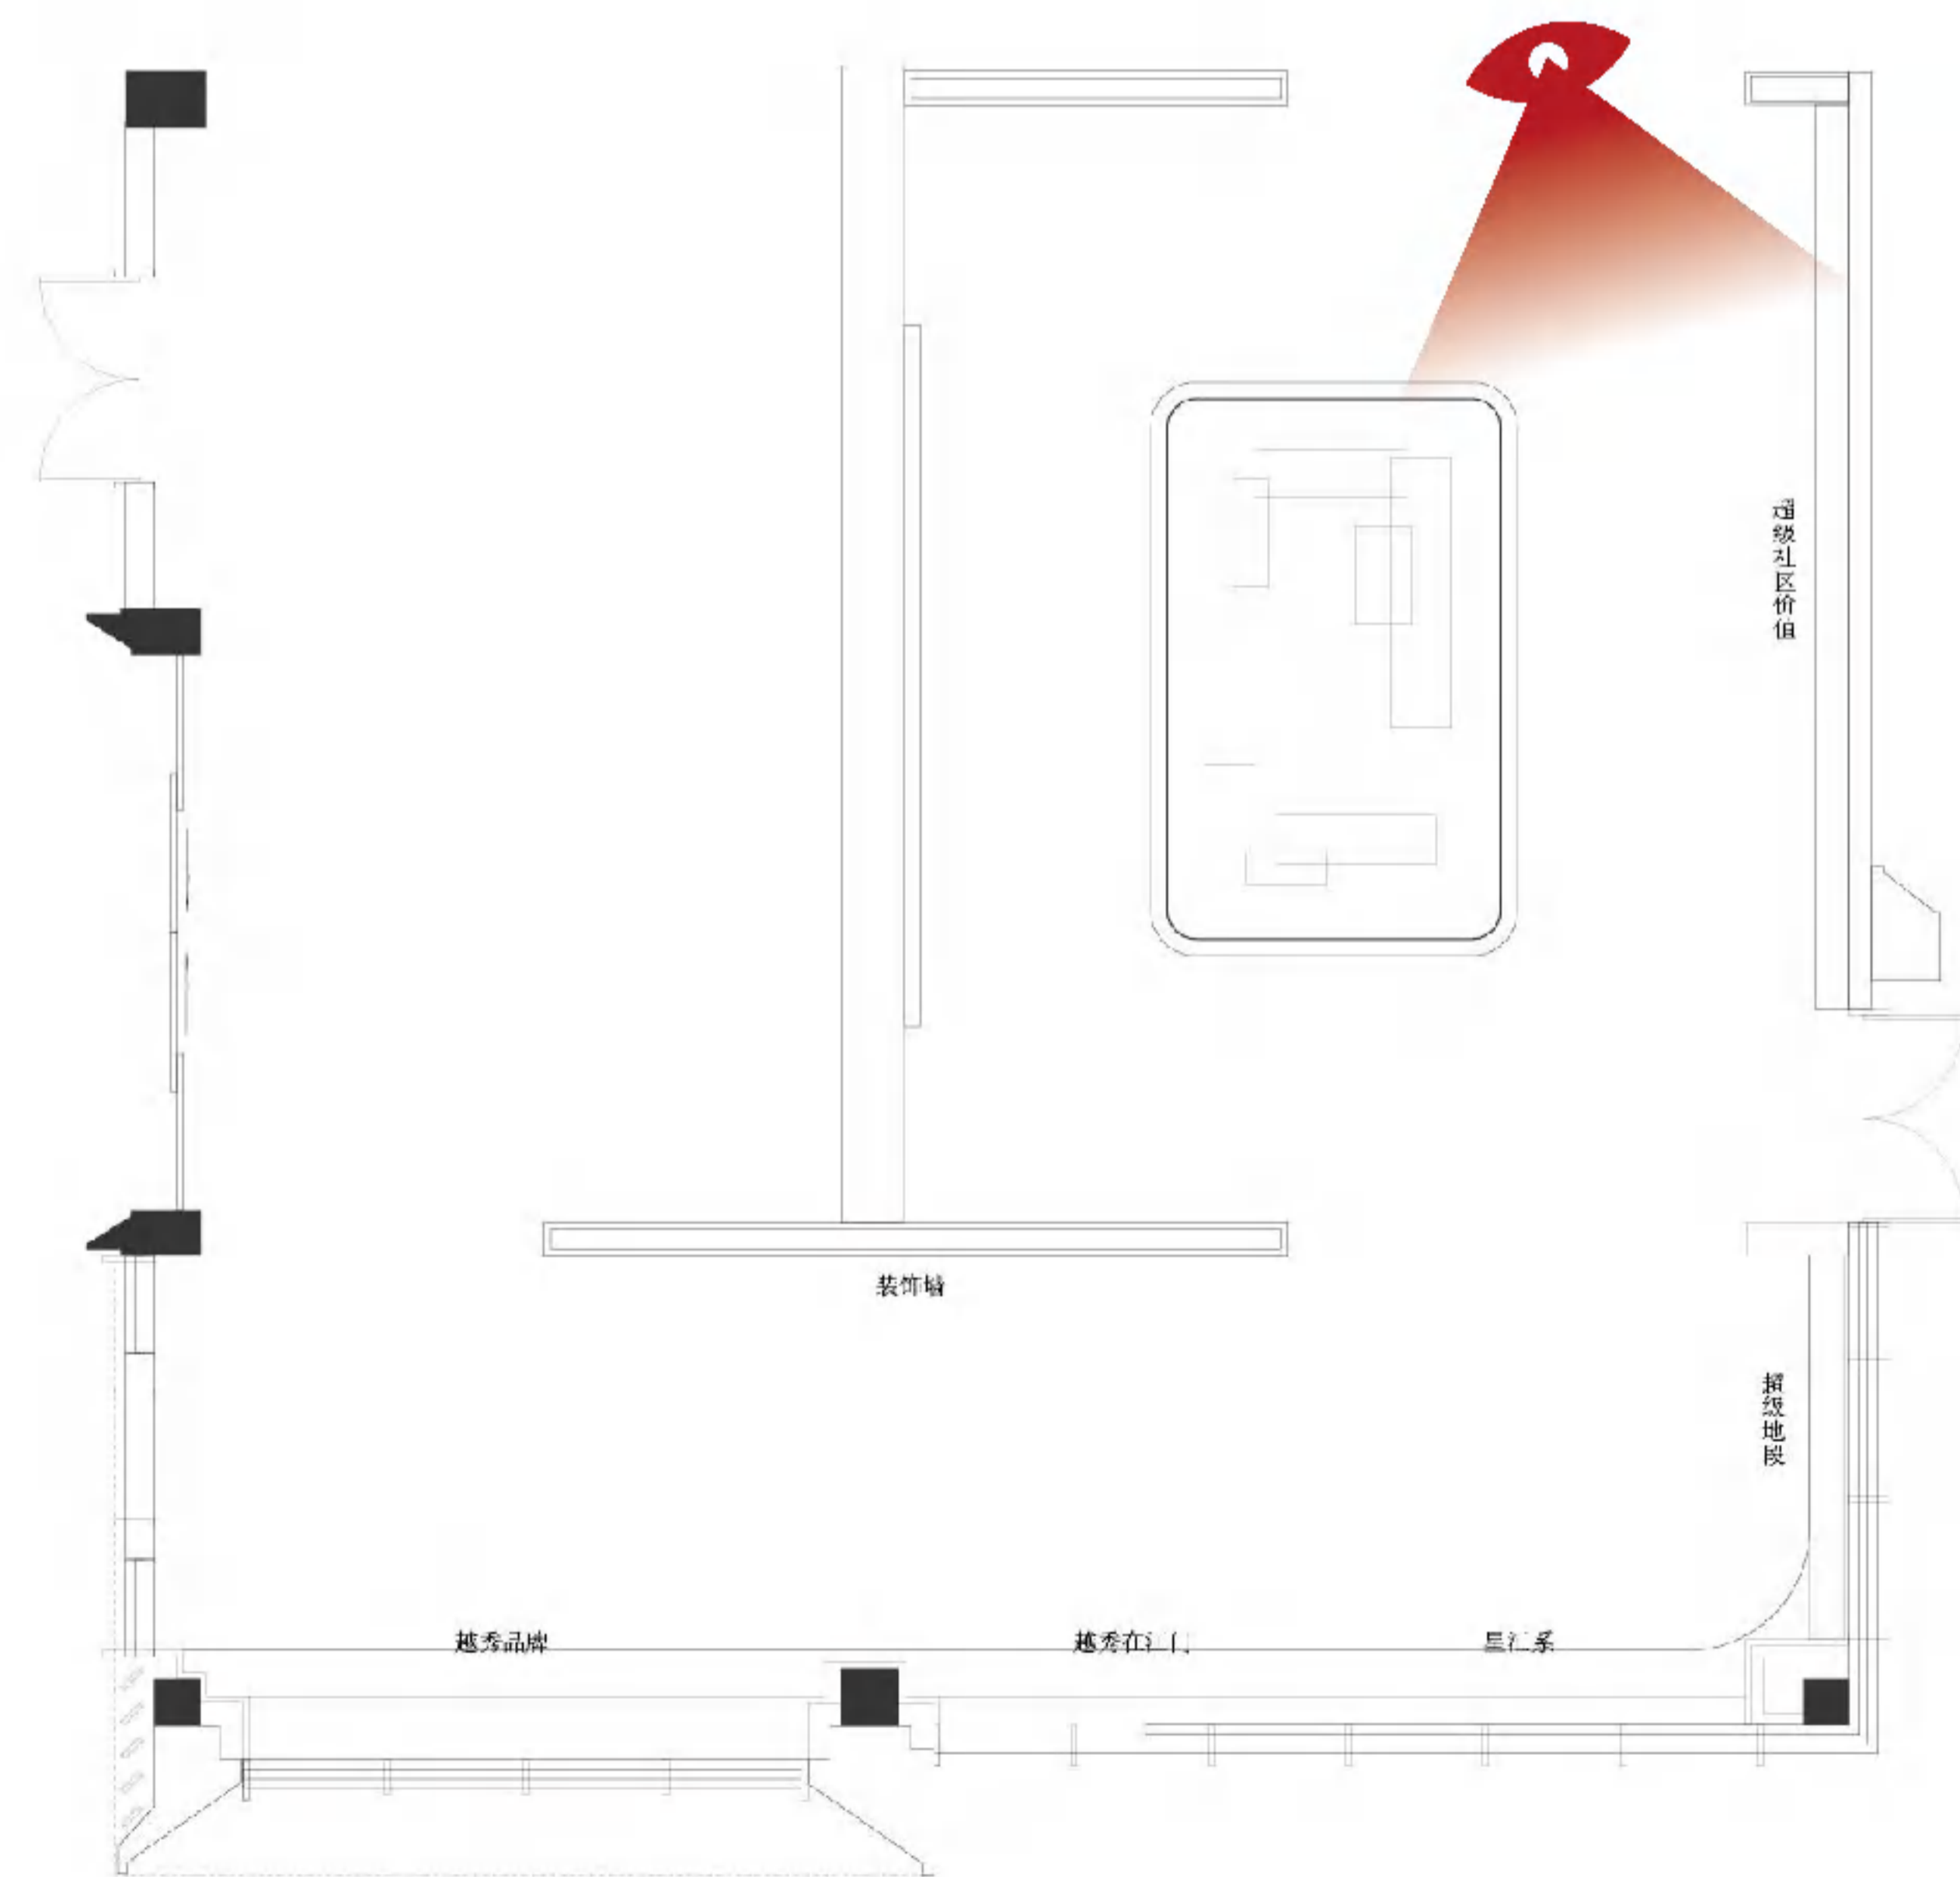 超级社区价值
装饰墙
超级地段
越秀品牌
越秀在江门
星汇系